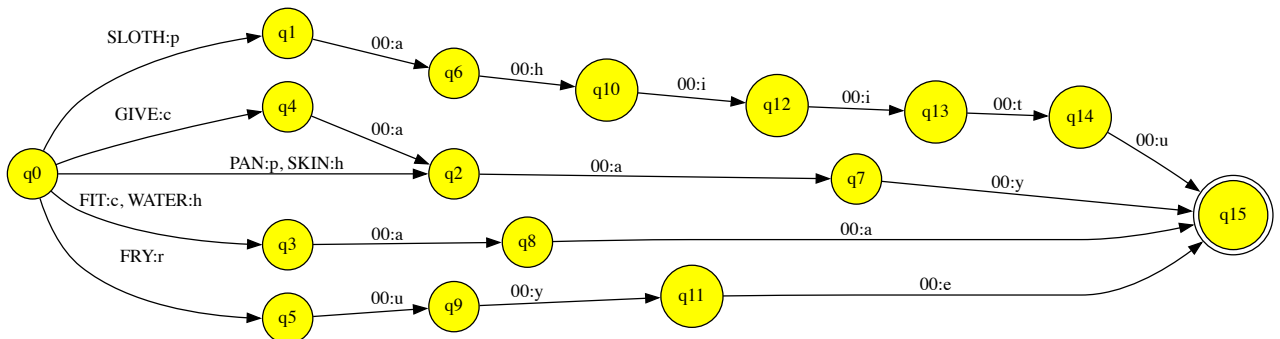 SLOTH:p
q1
00:a
q6
00:h
q10
00:i
q12
00:i
q13
00:t
q14
00:u
GIVE:c
q4
00:a
q0
PAN:p, SKIN:h
q2
00:a
q7
00:y
q15
FIT:c, WATER:h
q3
00:a
q8
00:a
FRY:r
q5
00:u
q9
00:y
q11
00:e